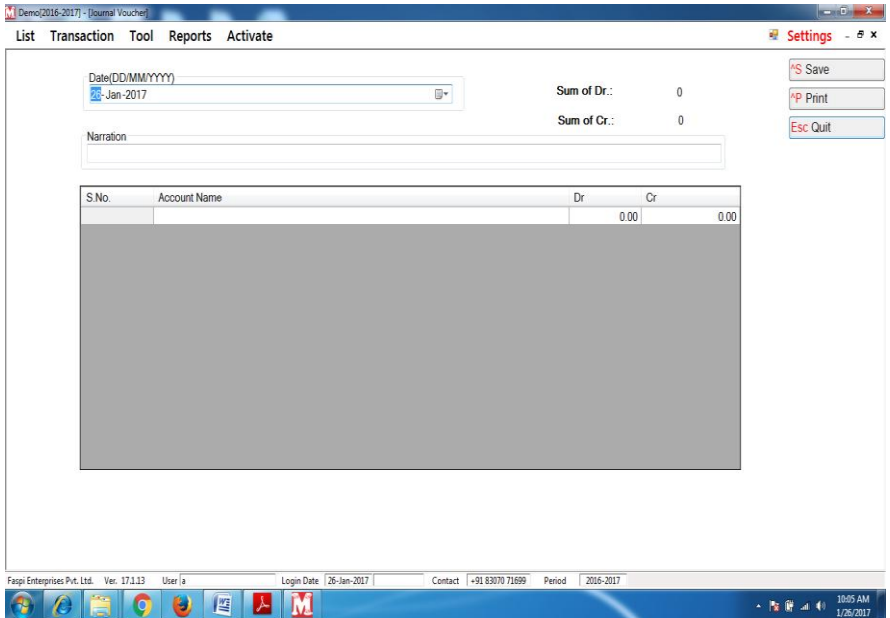 Demo[2016-2017] - [Journal Voucher]
List Transaction Tool Reports Activate Settings
Date(DD/MM/YYYY)
26-Jan-2017
Sum of Dr.: 0
Sum of Cr.: 0
Narration
^S Save
^P Print
Esc Quit
S.No. Account Name Dr Cr
0.00 0.00
Faspi Enterprises Pvt. Ltd. Ver. 17.1.13 User a Login Date 26-Jan-2017 Contact +91 83070 71699 Period 2016-2017
10:05 AM
1/26/2017